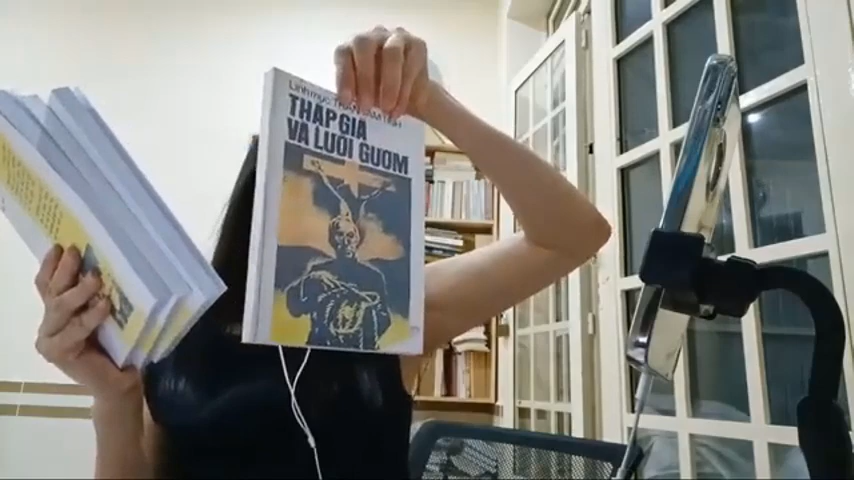 Linh mục TRẦN TAM TỈNH
THẬP GIÁ
VÀ LƯỠI GƯƠM